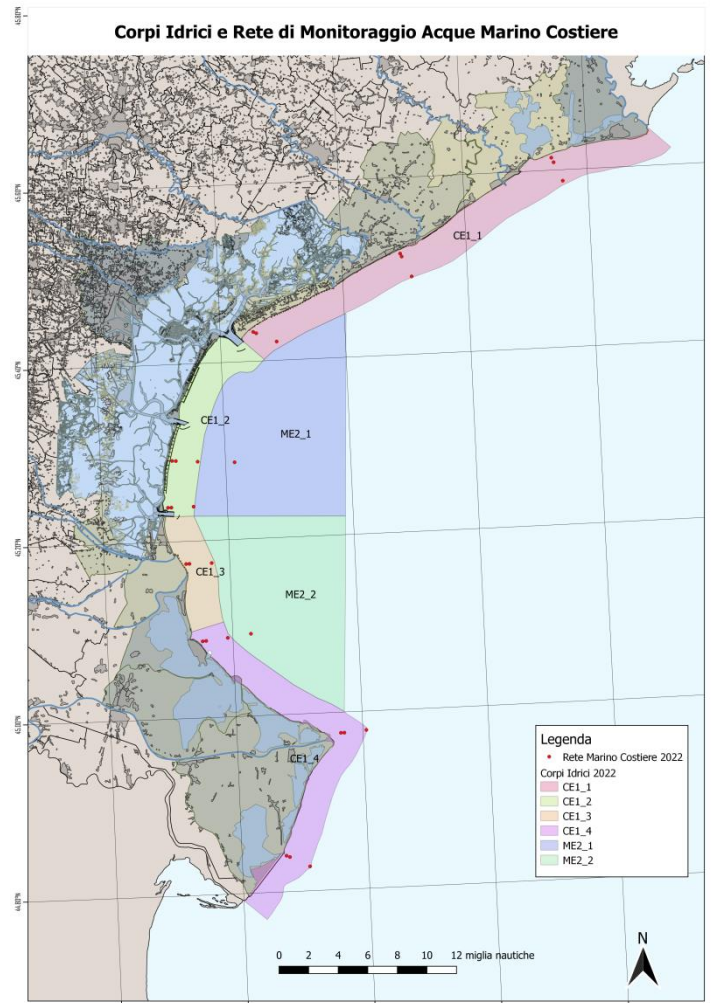 Corpi Idrici e Rete di Monitoraggio Acque Marino Costiere
CE1_1
CE1_2
ME2_1
CE1_3
ME2_2
CE1_4
Legenda
Rete Marino Costiere 2022
Corpi Idrici 2022
CE1_1
CE1_2
CE1_3
CE1_4
ME2_1
ME2_2
N
0 2 4 6 8 10 12 miglia nautiche